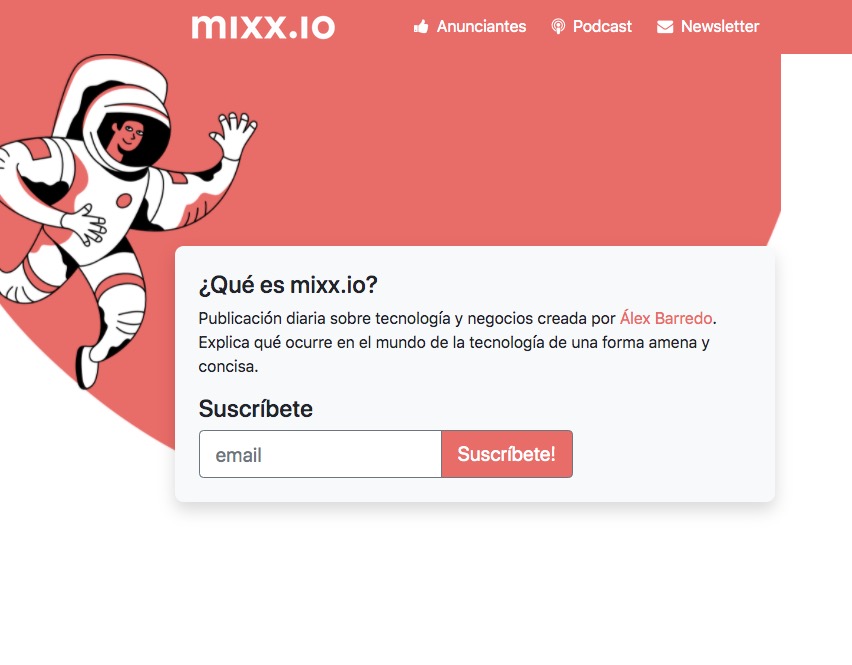 mixx.io
Anunciantes
Podcast
Newsletter
¿Qué es mixx.io?
Publicación diaria sobre tecnología y negocios creada por Álex Barredo.
Explica qué ocurre en el mundo de la tecnología de una forma amena y
concisa.
Suscríbete
email
Suscríbete!